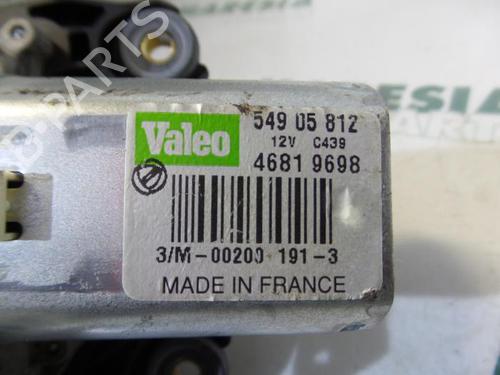 Valeo
549 05 812
12V C439
4681 9698
3/M-00200 191-3
MADE IN FRANCE